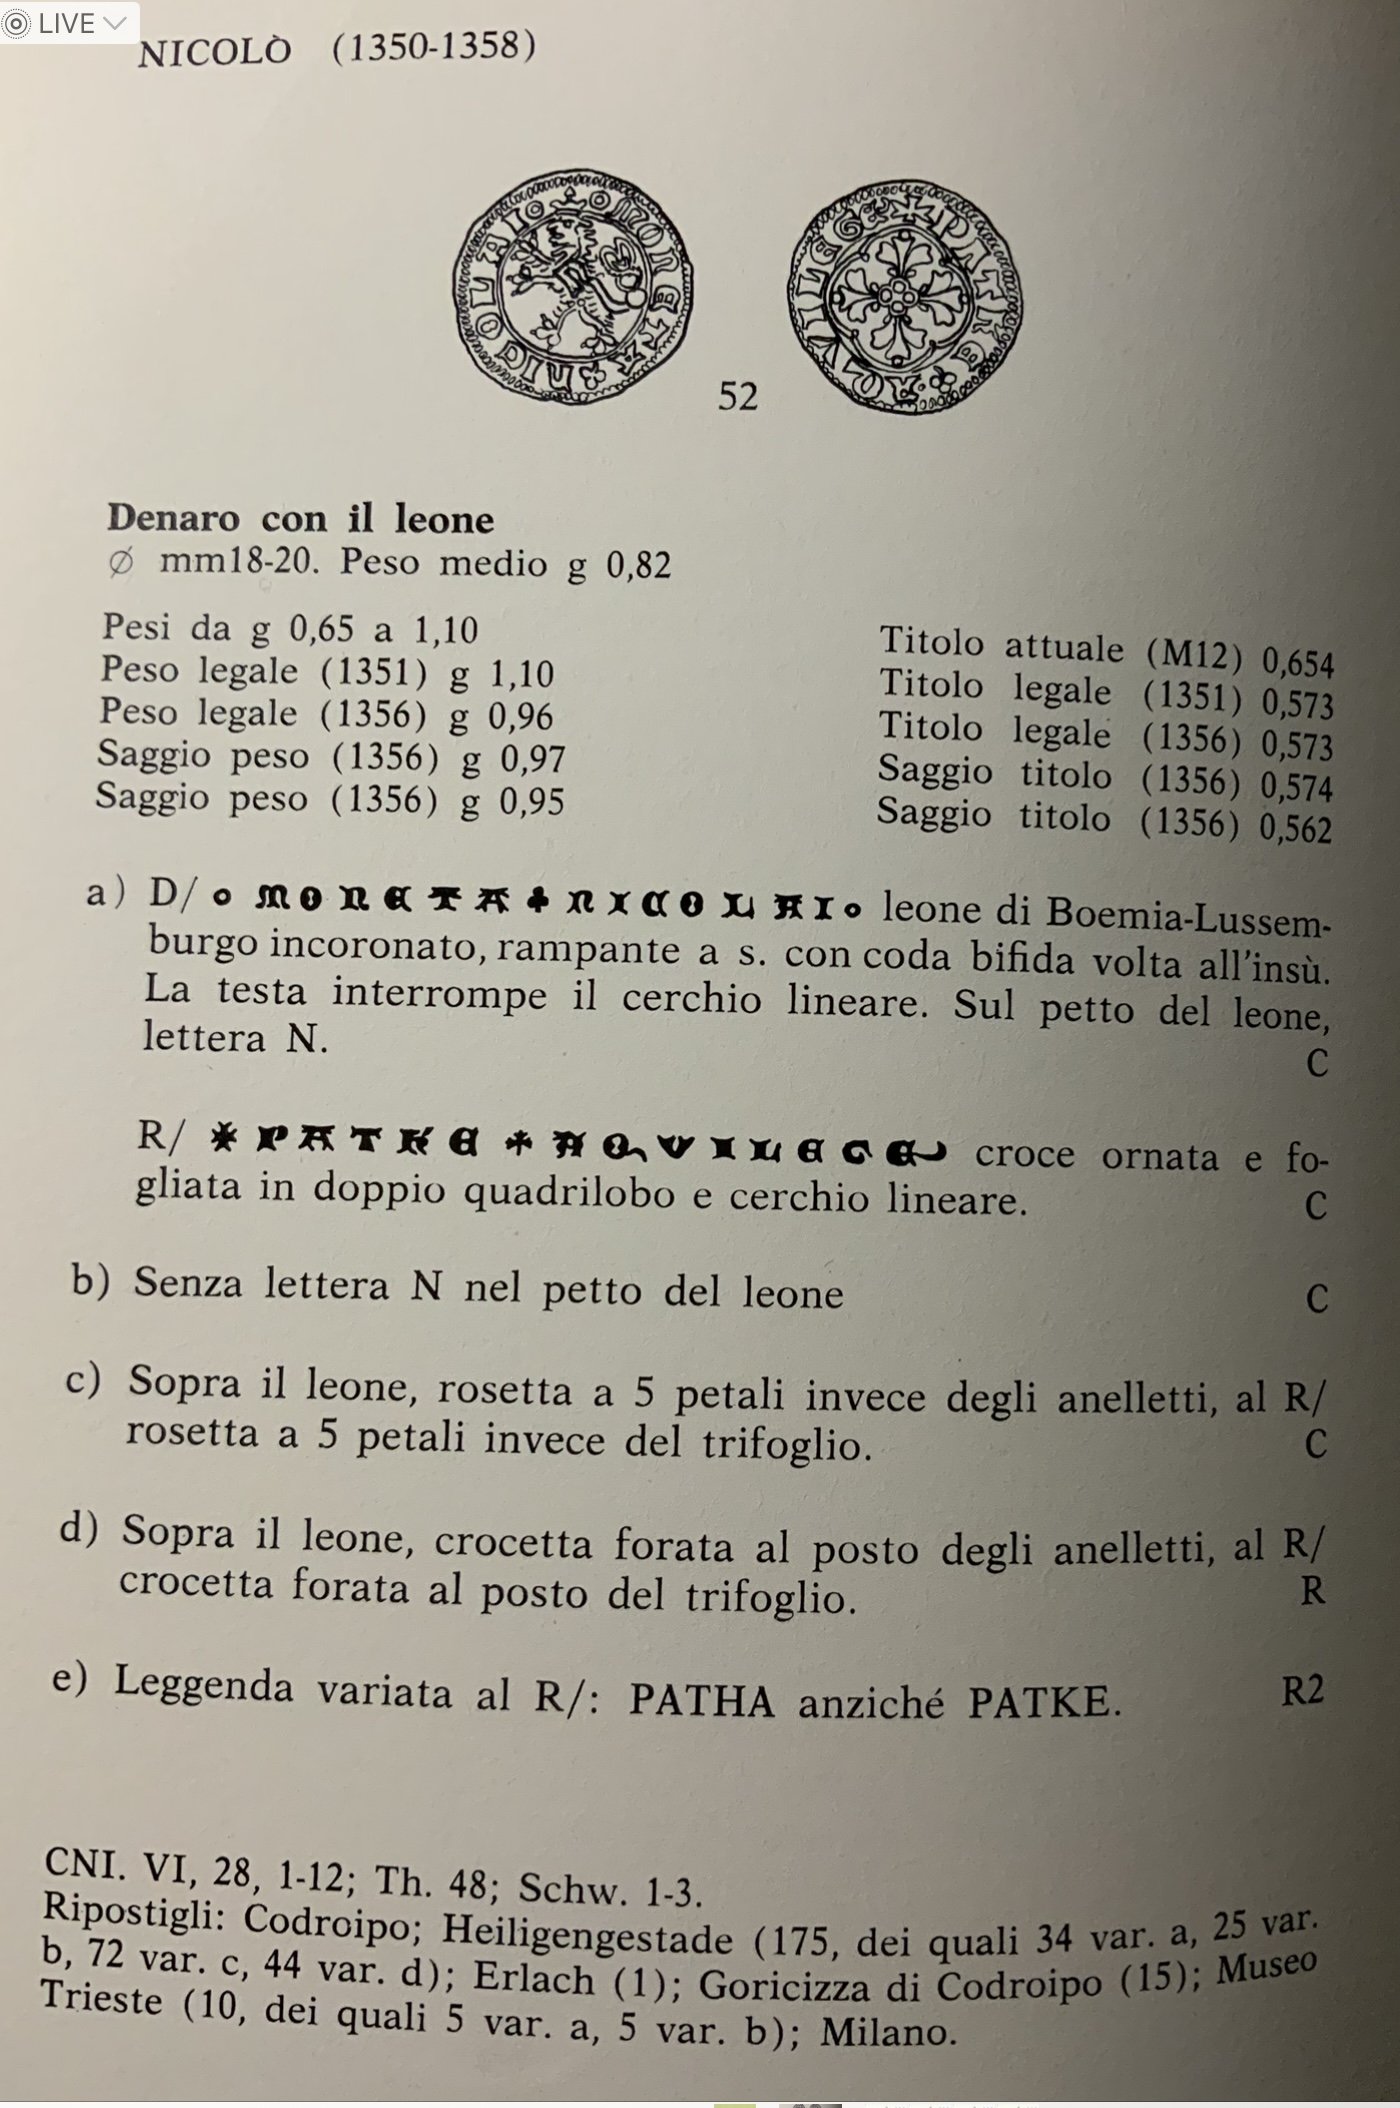 LIVE
NICOLÒ (1350-1358)
52
Denaro con il leone
Ø mm18-20. Peso medio g 0,82
Pesi da g 0,65 a 1,10
Peso legale (1351) g 1,10
Peso legale (1356) g 0,96
Saggio peso (1356) g 0,97
Saggio peso (1356) g 0,95
Titolo attuale (M12) 0,654
Titolo legale (1351) 0,573
Titolo legale (1356) 0,573
Saggio titolo (1356) 0,574
Saggio titolo (1356) 0,562
a) D/ ° MONETA ♣ NICOLAI ° leone di Boemia-Lussem-
burgo incoronato, rampante a s. con coda bifida volta all'insù.
La testa interrompe il cerchio lineare. Sul petto del leone,
lettera N.
C
R/ * PATKE * AQVILEGE croce ornata e fo-
gliata in doppio quadrilobo e cerchio lineare.
C
b) Senza lettera N nel petto del leone C
c) Sopra il leone, rosetta a 5 petali invece degli anelletti, al R/
rosetta a 5 petali invece del trifoglio. C
d) Sopra il leone, crocetta forata al posto degli anelletti, al R/
crocetta forata al posto del trifoglio. R
e) Leggenda variata al R/: PATHA anziché PATKE. R2
CNI. VI, 28, 1-12; Th. 48; Schw. 1-3.
Ripostigli: Codroipo; Heiligengestade (175, dei quali 34 var. a, 25 var.
b, 72 var. c, 44 var. d); Erlach (1); Goricizza di Codroipo (15); Museo
Trieste (10, dei quali 5 var. a, 5 var. b); Milano.